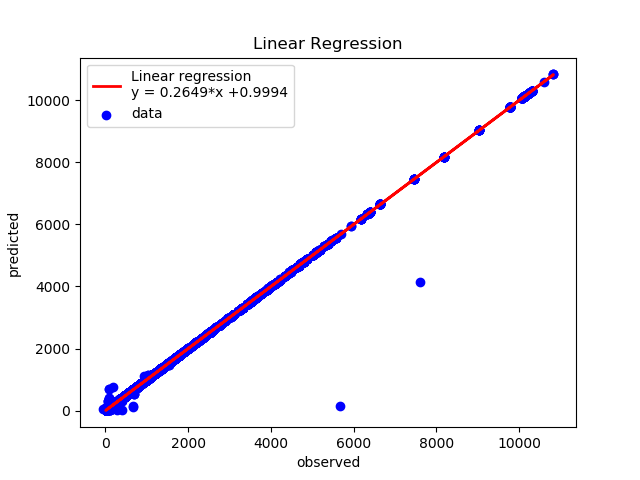 Linear Regression
Linear regression
y = 0.2649*x +0.9994
data
10000
8000
6000
4000
2000
0
predicted
0 2000 4000 6000 8000 10000
observed